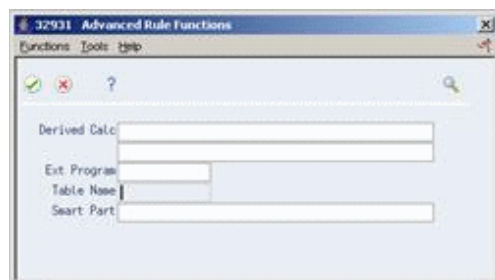 32931 Advanced Rule Functions
Functions Tools Help
?
Derived Calc
Ext Program
Table Name
Smart Part